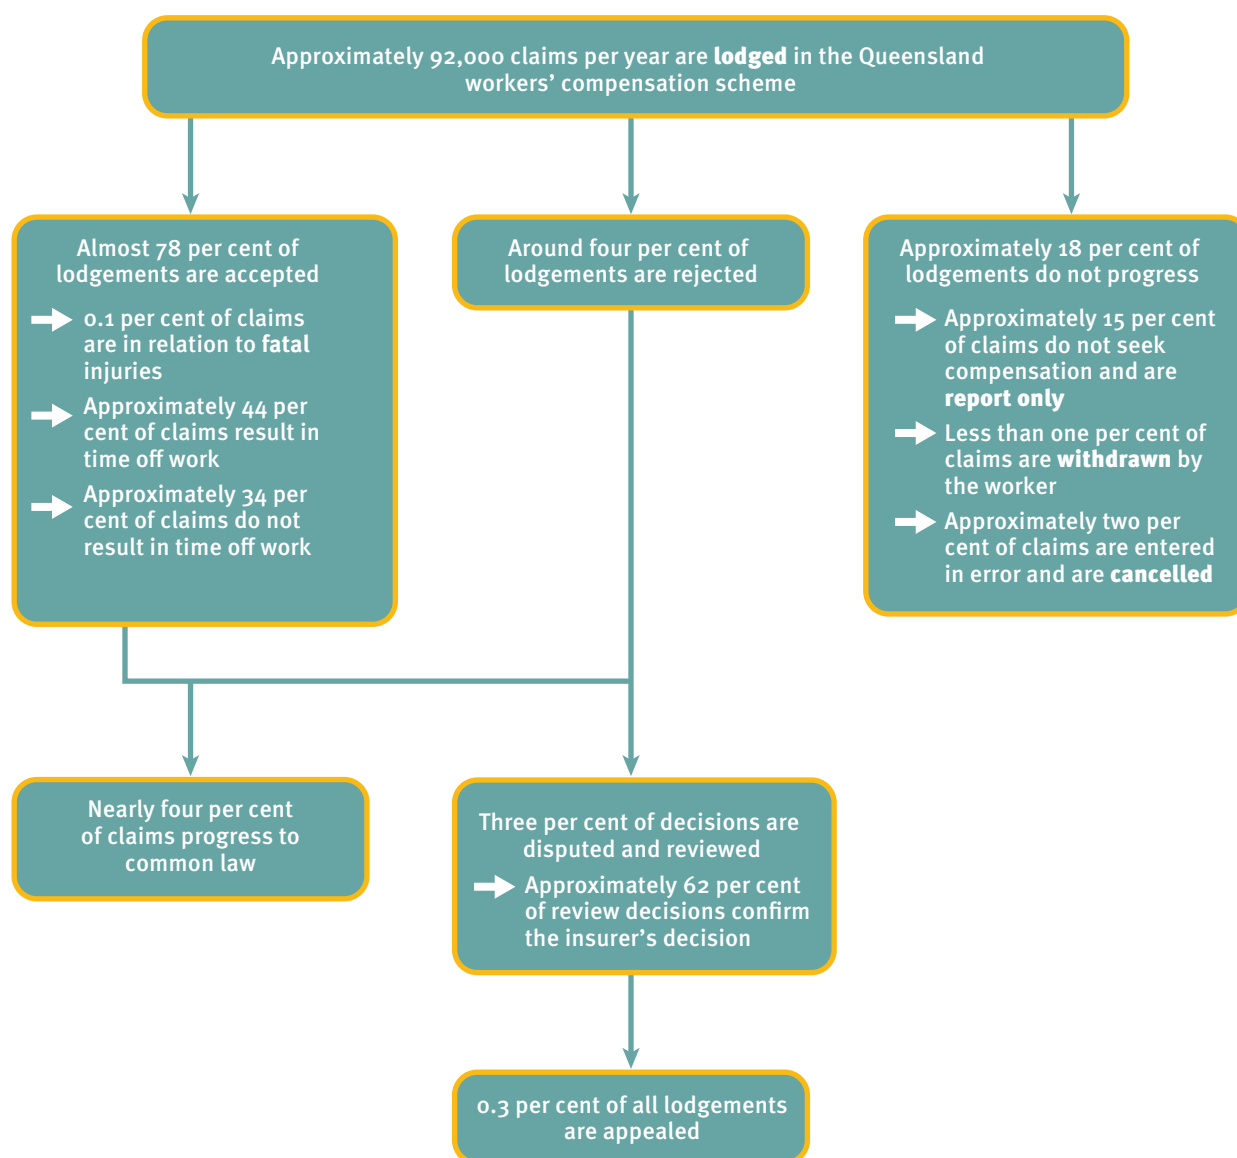 Approximately 92,000 claims per year are lodged in the Queensland
workers’ compensation scheme
Almost 78 per cent of
lodgements are accepted
0.1 per cent of claims
are in relation to fatal
injuries
Approximately 44 per
cent of claims result in
time off work
Approximately 34 per
cent of claims do not
result in time off work
Around four per cent of
lodgements are rejected
Approximately 18 per cent of
lodgements do not progress
Approximately 15 per cent
of claims do not seek
compensation and are
report only
Less than one per cent of
claims are withdrawn by
the worker
Approximately two per
cent of claims are entered
in error and are cancelled
Nearly four per cent
of claims progress to
common law
Three per cent of decisions are
disputed and reviewed
Approximately 62 per cent
of review decisions confirm
the insurer’s decision
0.3 per cent of all lodgements
are appealed